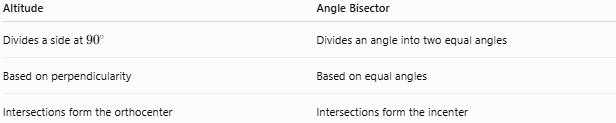 Altitude Angle Bisector
Divides a side at 90° Divides an angle into two equal angles
Based on perpendicularity Based on equal angles
Intersections form the orthocenter Intersections form the incenter